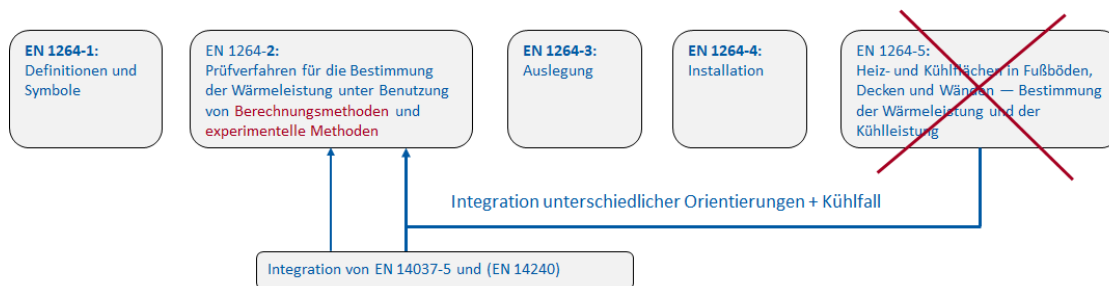 EN 1264-1:
Definitionen und
Symbole
EN 1264-2:
Prüfverfahren für die Bestimmung
der Wärmeleistung unter Benutzung
von Berechnungsmethoden und
experimentelle Methoden
EN 1264-3:
Auslegung
EN 1264-4:
Installation
EN 1264-5:
Heiz- und Kühlflächen in Fußböden,
Decken und Wänden — Bestimmung
der Wärmeleistung und der
Kühlleistung
Integration unterschiedlicher Orientierungen + Kühlfall
Integration von EN 14037-5 und (EN 14240)